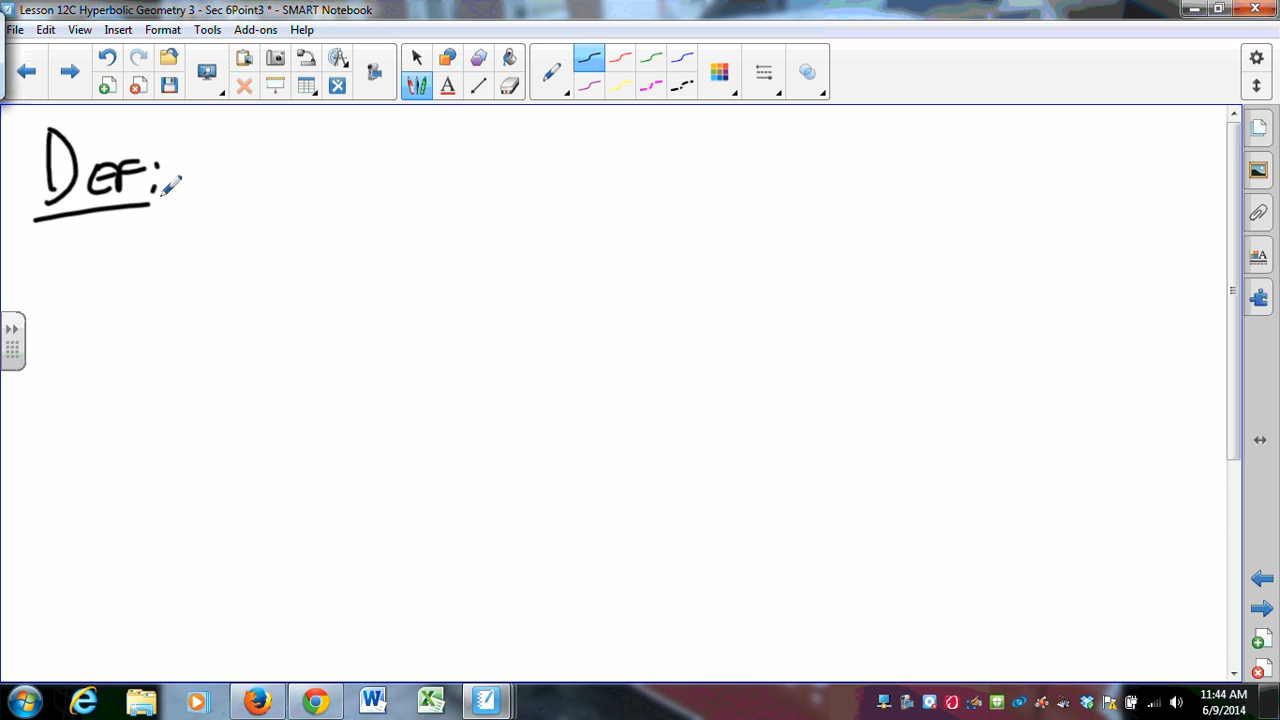 Lesson 12C Hyperbolic Geometry 3 - Sec 6Point3 * - SMART Notebook
File Edit View Insert Format Tools Add-ons Help
DEF:
11:44 AM
6/9/2014